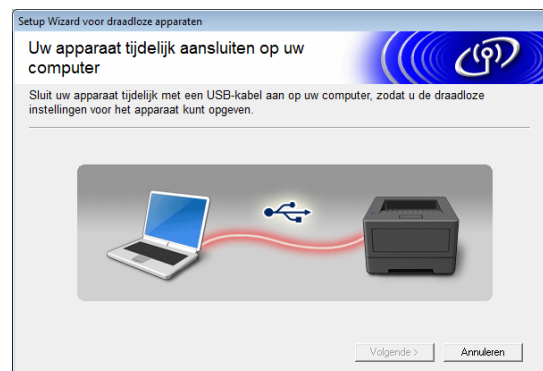 Setup Wizard voor draadloze apparaten
Uw apparaat tijdelijk aansluiten op uw
computer
Sluit uw apparaat tijdelijk met een USB-kabel aan op uw computer, zodat u de draadloze
instellingen voor het apparaat kunt opgeven.
Volgende >
Annuleren